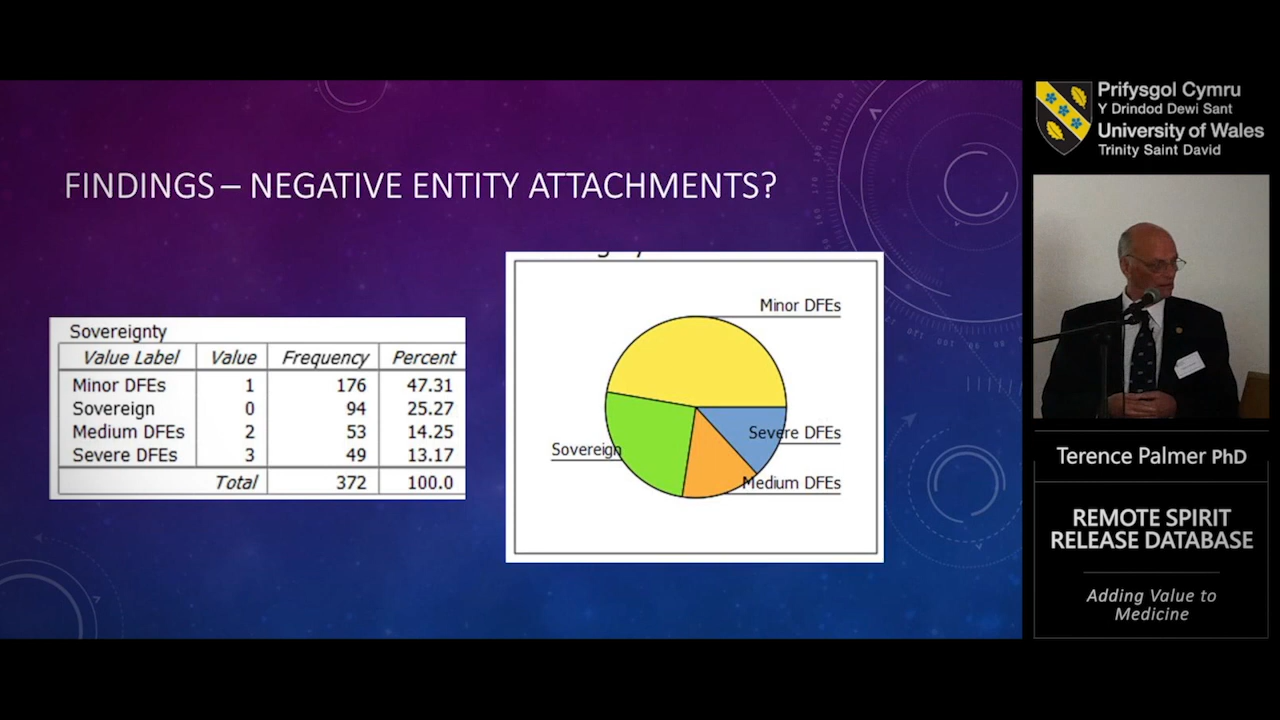 FINDINGS – NEGATIVE ENTITY ATTACHMENTS?
Sovereignty
Value Label Value Frequency Percent
Minor DFEs 1 176 47.31
Sovereign 0 94 25.27
Medium DFEs 2 53 14.25
Severe DFEs 3 49 13.17
Total 372 100.0
Minor DFEs
Severe DFEs
Sovereign
Medium DFEs
Prifysgol Cymru
Y Drindod Dewi Sant
University of Wales
Trinity Saint David
Terence Palmer PhD
REMOTE SPIRIT
RELEASE DATABASE
Adding Value to
Medicine